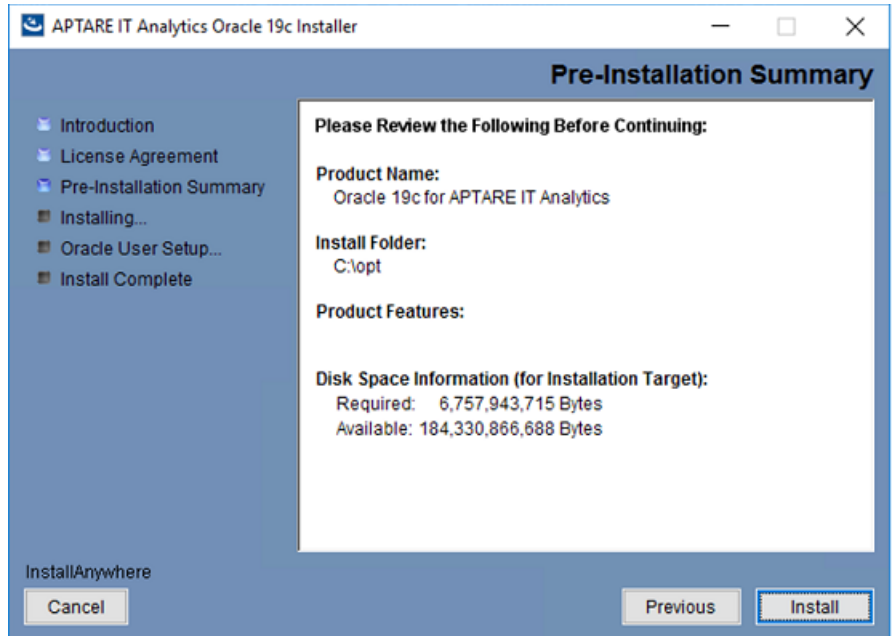 APTARE IT Analytics Oracle 19c Installer
Pre-Installation Summary
Introduction
License Agreement
Pre-Installation Summary
Installing...
Oracle User Setup...
Install Complete
Please Review the Following Before Continuing:
Product Name:
Oracle 19c for APTARE IT Analytics
Install Folder:
C:\opt
Product Features:
Disk Space Information (for Installation Target):
Required: 6,757,943,715 Bytes
Available: 184,330,866,688 Bytes
InstallAnywhere
Cancel
Previous
Install